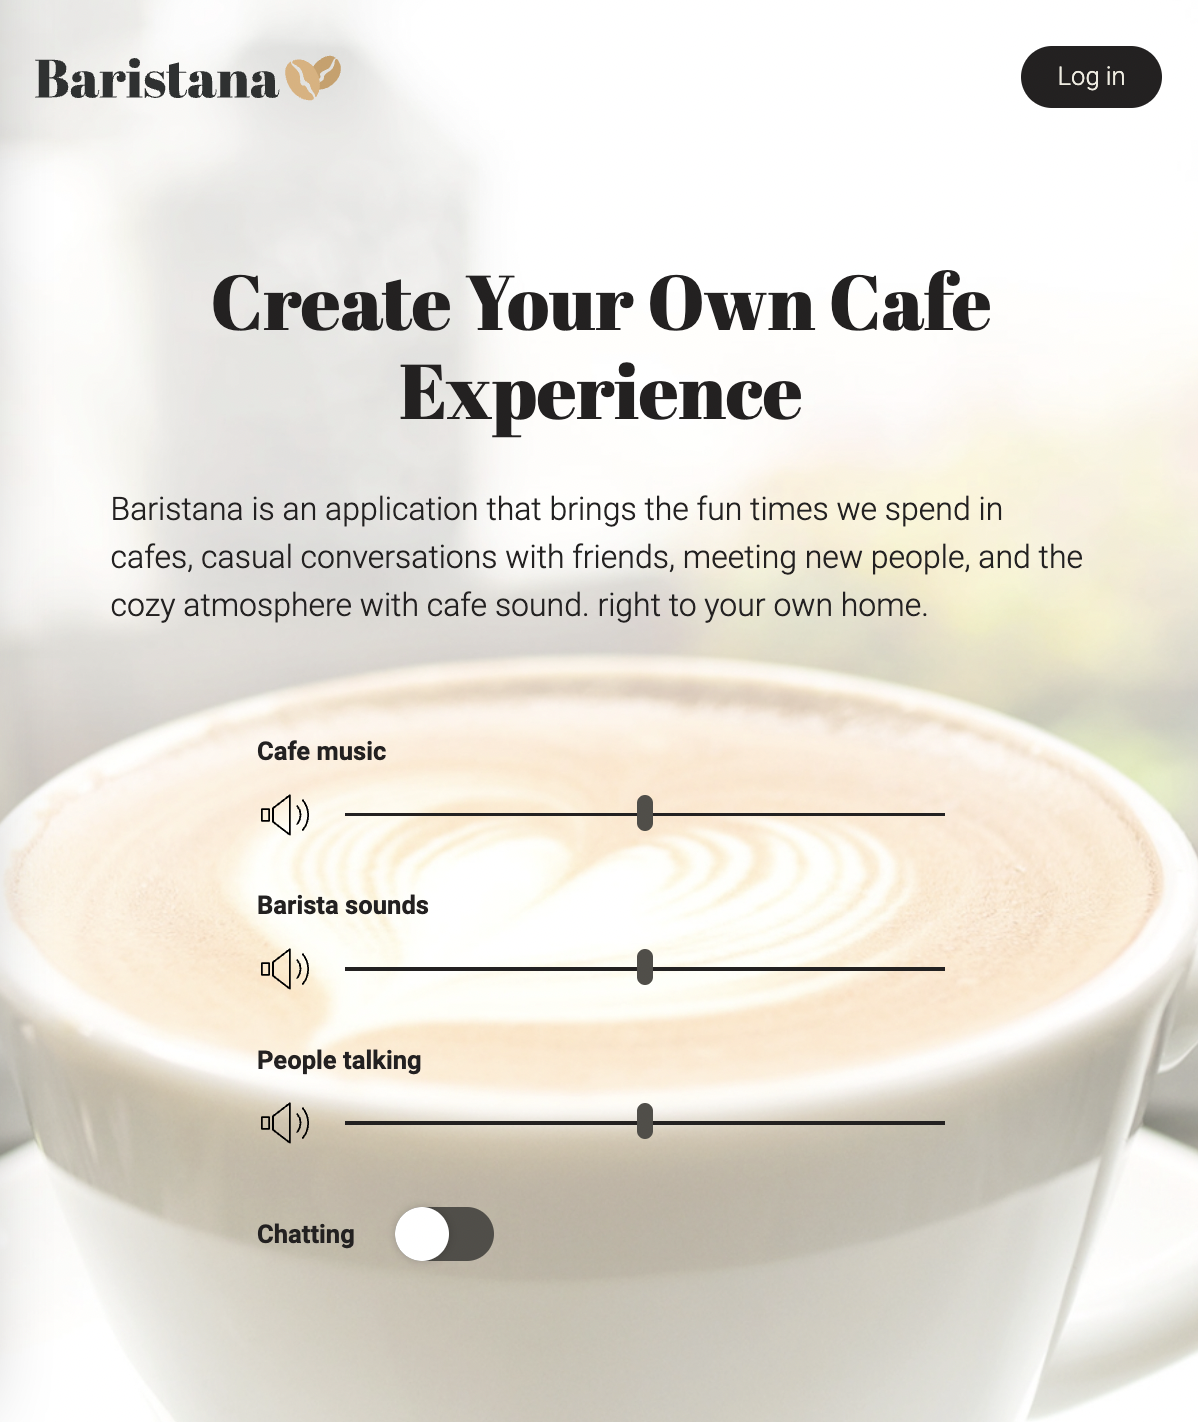 Baristana
Log in
Create Your Own Cafe
Experience
Baristana is an application that brings the fun times we spend in
cafes, casual conversations with friends, meeting new people, and the
cozy atmosphere with cafe sound. right to your own home.
Cafe music
Barista sounds
People talking
Chatting